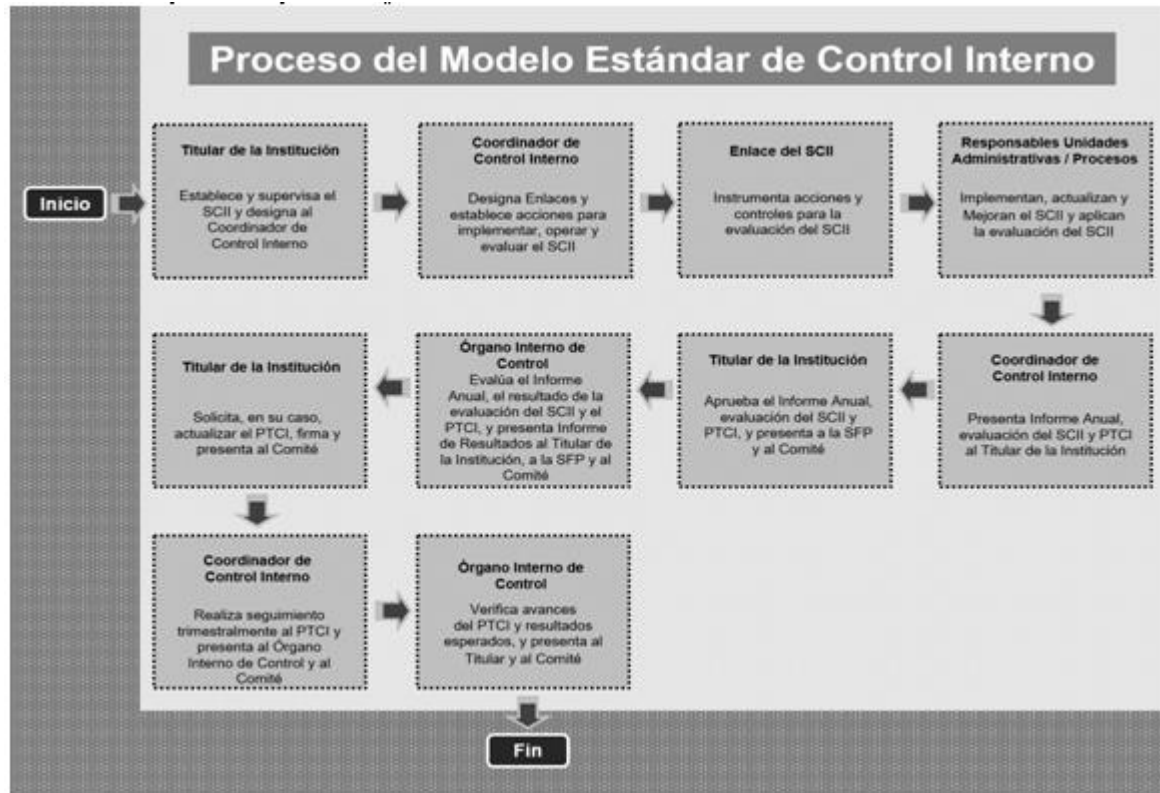 Proceso del Modelo Estándar de Control Interno
Inicio
Titular de la Institución
Establece y supervisa el
SCII y designa al
Coordinador de
Control Interno
Coordinador de
Control Interno
Designa Enlaces y
establece acciones para
implementar, operar y
evaluar el SCII
Enlace del SCII
Instrumenta acciones y
controles para la
evaluación del SCII
Responsables Unidades
Administrativas / Procesos
Implementan, actualizan y
Mejoran el SCII y aplican
la evaluación del SCII
Coordinador de
Control Interno
Presenta Informe Anual,
evaluación del SCII y PTCI
al Titular de la Institución
Titular de la Institución
Aprueba el Informe Anual,
evaluación del SCII y
PTCI, y presenta a la SFP
y al Comité
Órgano Interno de
Control
Evalúa el Informe
Anual, el resultado de la
evaluación del SCII y el
PTCI, y presenta Informe
de Resultados al Titular de
la Institución, a la SFP y al
Comité
Titular de la Institución
Solicita, en su caso,
actualizar el PTCI, firma y
presenta al Comité
Coordinador de
Control Interno
Realiza seguimiento
trimestralmente al PTCI y
presenta al Órgano
Interno de Control y al
Comité
Órgano Interno de
Control
Verifica avances
del PTCI y resultados
esperados, y presenta al
Titular y al Comité
Fin